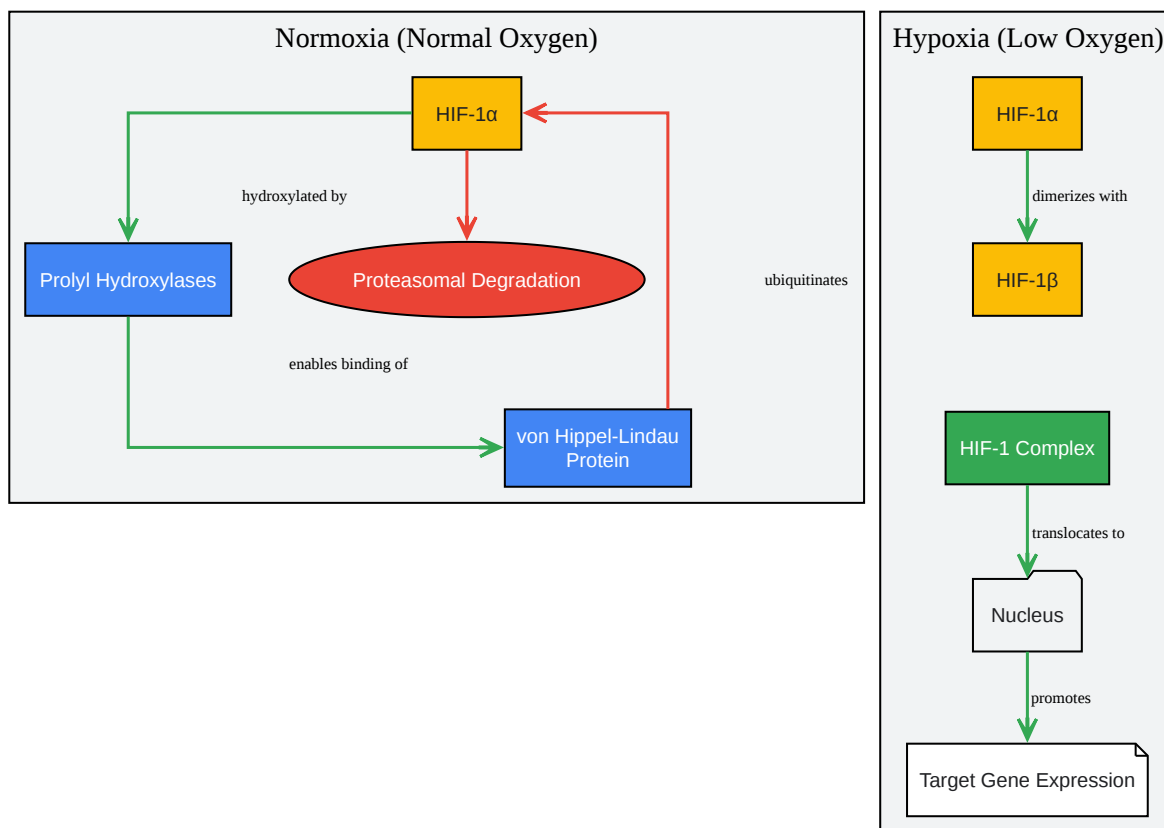 Normoxia (Normal Oxygen)
HIF-1α
hydroxylated by
Prolyl Hydroxylases
Proteasomal Degradation
ubiquitinates
enables binding of
von Hippel-Lindau
Protein
Hypoxia (Low Oxygen)
HIF-1α
dimerizes with
HIF-1β
HIF-1 Complex
translocates to
Nucleus
promotes
Target Gene Expression